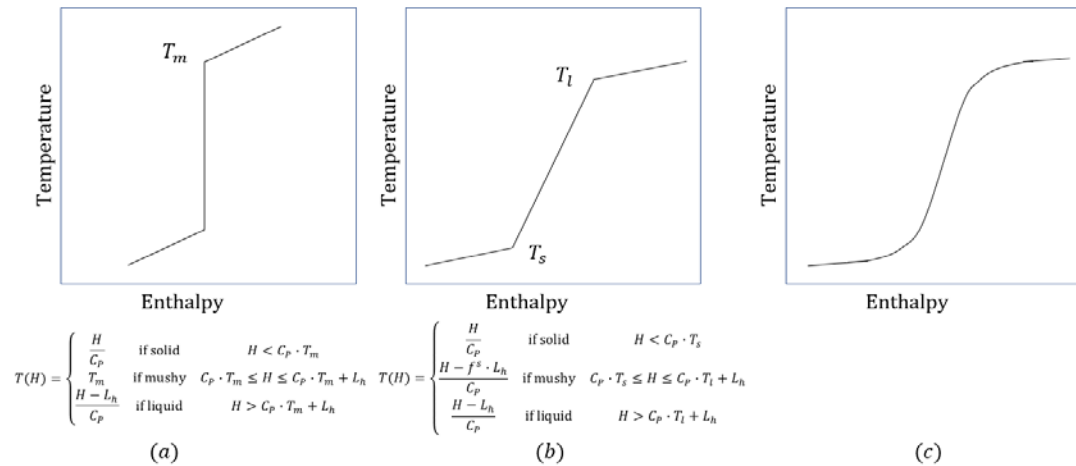 Temperature
T_m
Enthalpy
T(H) = { H/C_P if solid H < C_P · T_m
T_m if mushy C_P · T_m ≤ H ≤ C_P · T_m + L_h
(H − L_h)/C_P if liquid H > C_P · T_m + L_h
(a)
Temperature
T_l
T_s
Enthalpy
T(H) = { H/C_P if solid H < C_P · T_s
(H − f^s · L_h)/C_P if mushy C_P · T_s ≤ H ≤ C_P · T_l + L_h
(H − L_h)/C_P if liquid H > C_P · T_l + L_h
(b)
Temperature
Enthalpy
(c)